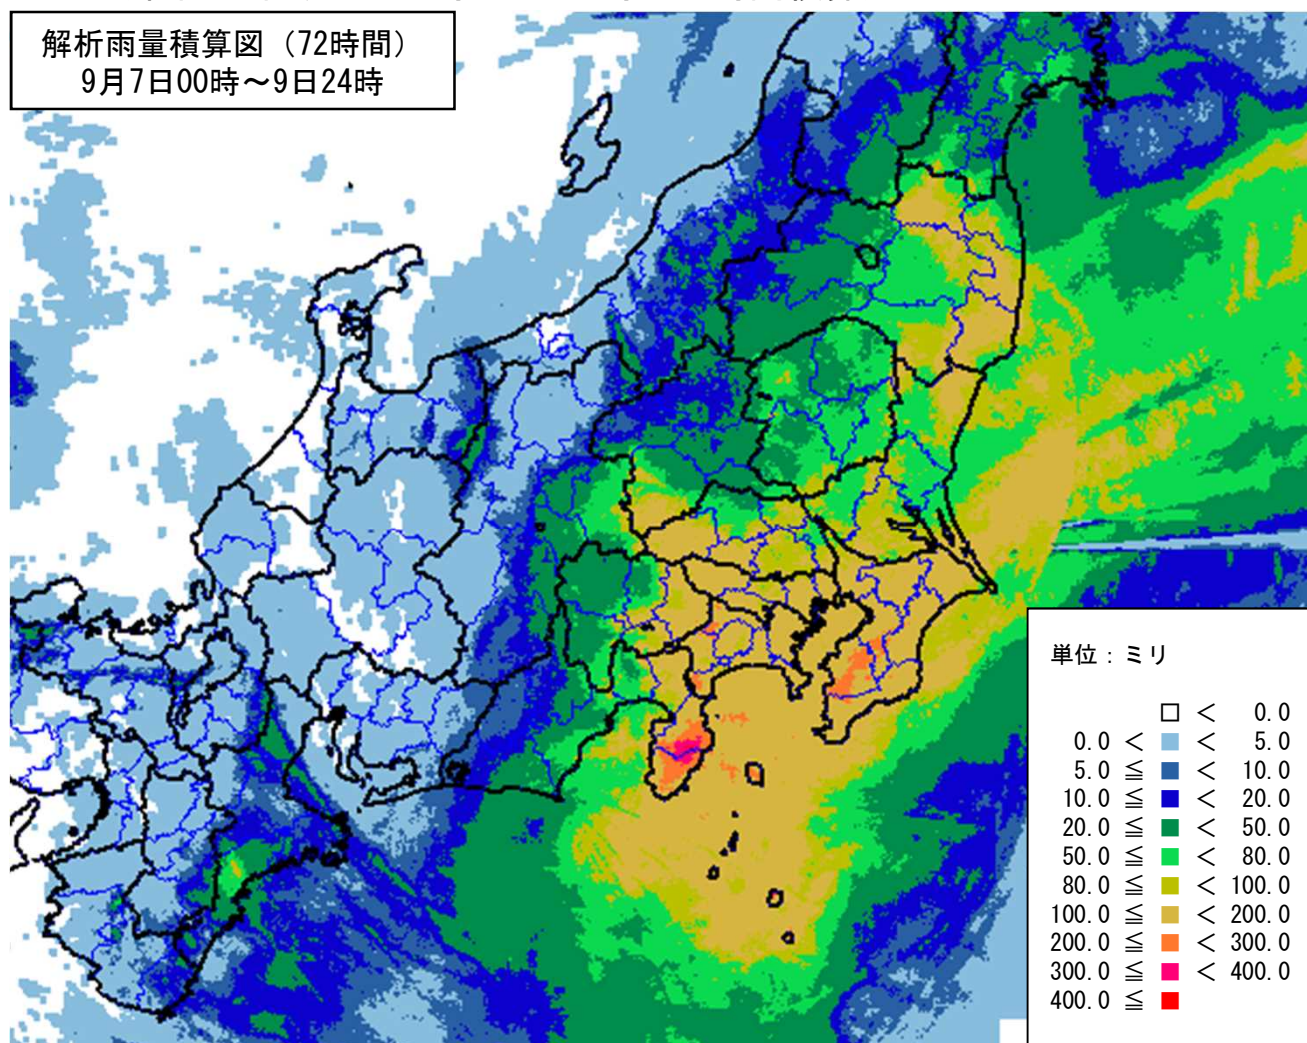 解析雨量積算図（72時間）
9月7日00時～9日24時
単位：ミリ
□ ＜ 0.0
0.0 ＜ ■ ＜ 5.0
5.0 ≦ ■ ＜ 10.0
10.0 ≦ ■ ＜ 20.0
20.0 ≦ ■ ＜ 50.0
50.0 ≦ ■ ＜ 80.0
80.0 ≦ ■ ＜ 100.0
100.0 ≦ ■ ＜ 200.0
200.0 ≦ ■ ＜ 300.0
300.0 ≦ ■ ＜ 400.0
400.0 ≦ ■